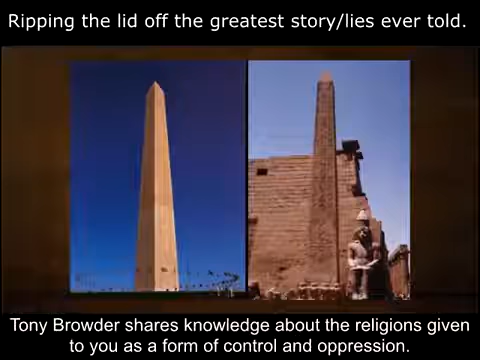 Ripping the lid off the greatest story/lies ever told.
Tony Browder shares knowledge about the religions given
to you as a form of control and oppression.